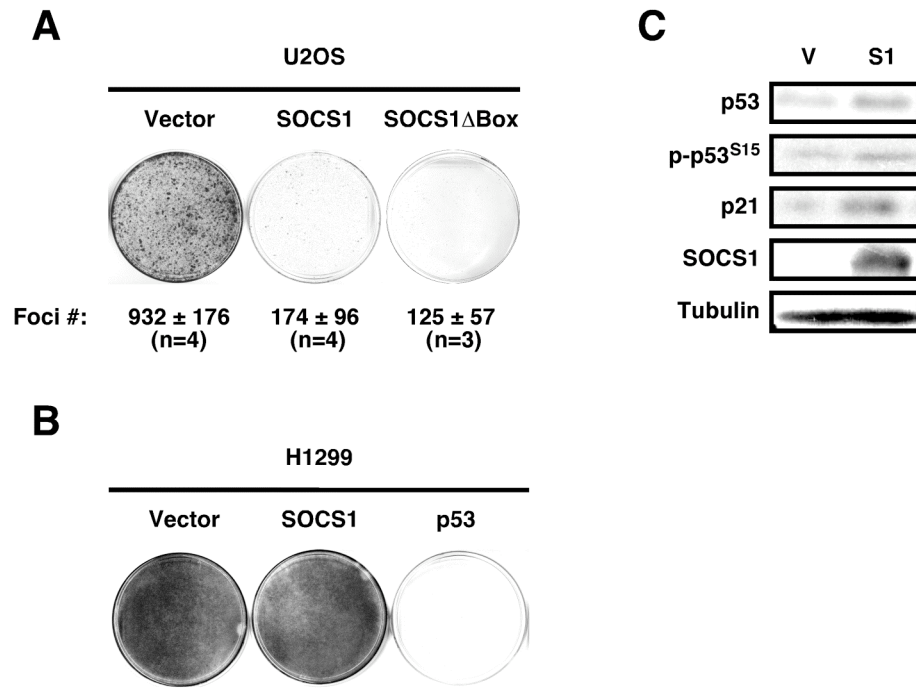 A
U2OS
Vector SOCS1 SOCS1ΔBox
Foci #: 932 ± 176 174 ± 96 125 ± 57
(n=4) (n=4) (n=3)
B
H1299
Vector SOCS1 p53
C
V S1
p53
p-p53S15
p21
SOCS1
Tubulin